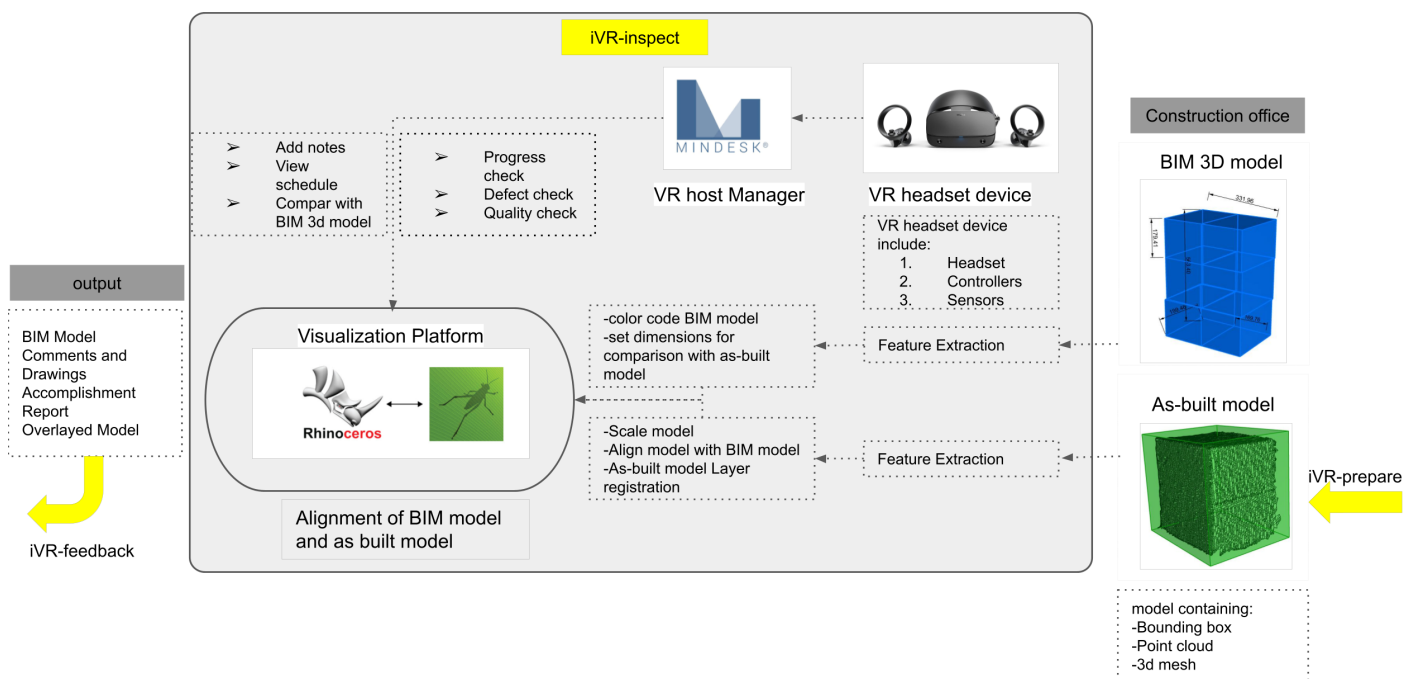 iVR-inspect
MINDESK®
VR host Manager
VR headset device
VR headset device
include:
1. Headset
2. Controllers
3. Sensors
➢ Add notes
➢ View
schedule
➢ Compar with
BIM 3d model
➢ Progress
check
➢ Defect check
➢ Quality check
Construction office
BIM 3D model
231.96
179.41
output
BIM Model
Comments and
Drawings
Accomplishment
Report
Overlayed Model
iVR-feedback
Visualization Platform
Rhinoceros
Alignment of BIM model
and as built model
-color code BIM model
-set dimensions for
comparison with as-built
model
Feature Extraction
-Scale model
-Align model with BIM model
-As-built model Layer
registration
Feature Extraction
As-built model
iVR-prepare
model containing:
-Bounding box
-Point cloud
-3d mesh